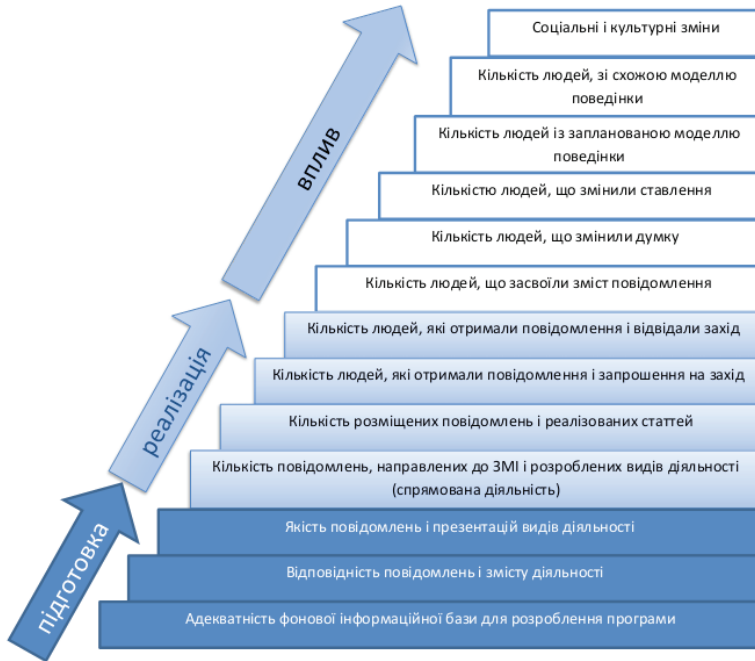 Соціальні і культурні зміни
Кількість людей, зі схожою моделлю
поведінки
Кількість людей із запланованою моделлю
поведінки
Кількістю людей, що змінили ставлення
Кількість людей, що змінили думку
Кількість людей, що засвоїли зміст повідомлення
Кількість людей, які отримали повідомлення і відвідали захід
Кількість людей, які отримали повідомлення і запрошення на захід
Кількість розміщених повідомлень і реалізованих статтей
Кількість повідомлень, направлених до ЗМІ і розроблених видів діяльності
(спрямована діяльність)
Якість повідомлень і презентацій видів діяльності
Відповідність повідомлень і змісту діяльності
Адекватність фонової інформаційної бази для розроблення програми
вплив
реалізація
підготовка